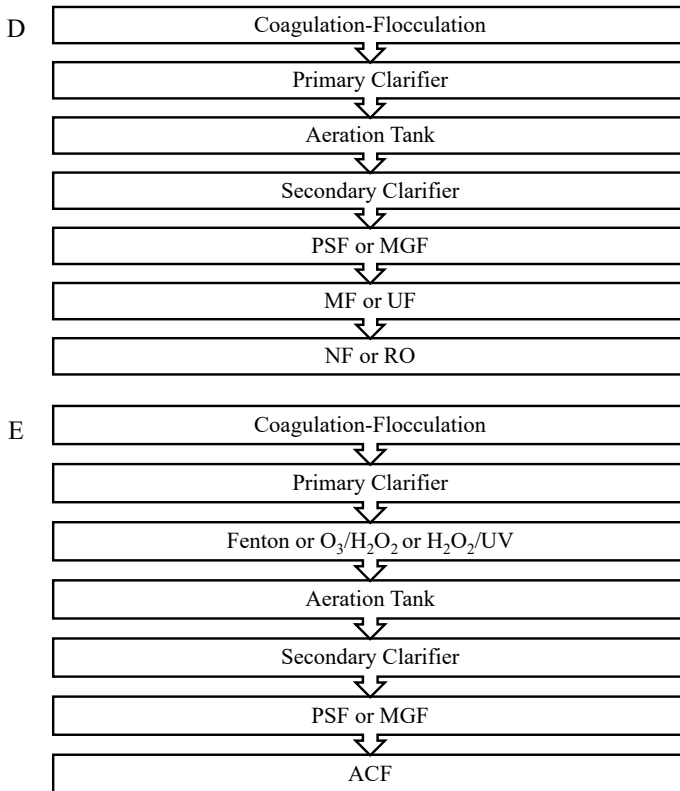 D
Coagulation-Flocculation
Primary Clarifier
Aeration Tank
Secondary Clarifier
PSF or MGF
MF or UF
NF or RO
E
Coagulation-Flocculation
Primary Clarifier
Fenton or O₃/H₂O₂ or H₂O₂/UV
Aeration Tank
Secondary Clarifier
PSF or MGF
ACF